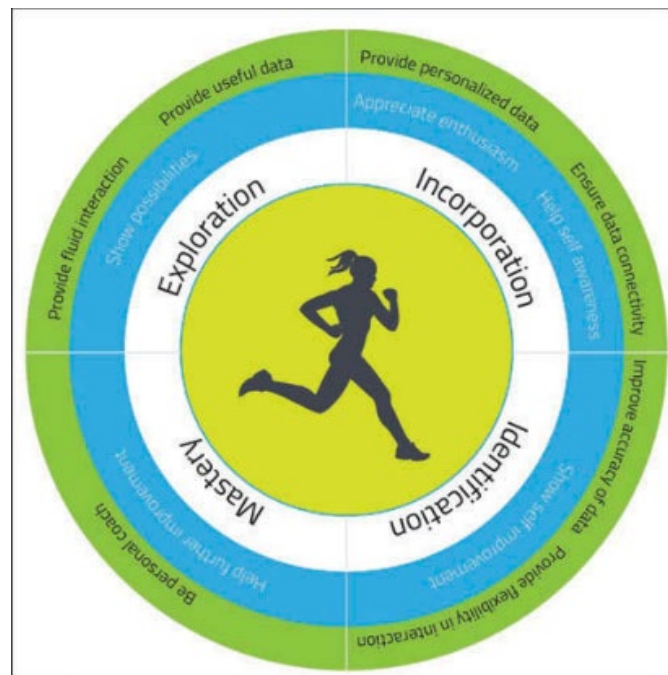 Provide useful data
Provide fluid interaction
Show possibilities
Exploration
Provide personalized data
Ensure data connectivity
Appreciate enthusiasm
Help self awareness
Incorporation
Improve accuracy of data
Provide flexibility in interaction
Show self improvement
Identification
Be personal coach
Help further improvement
Mastery